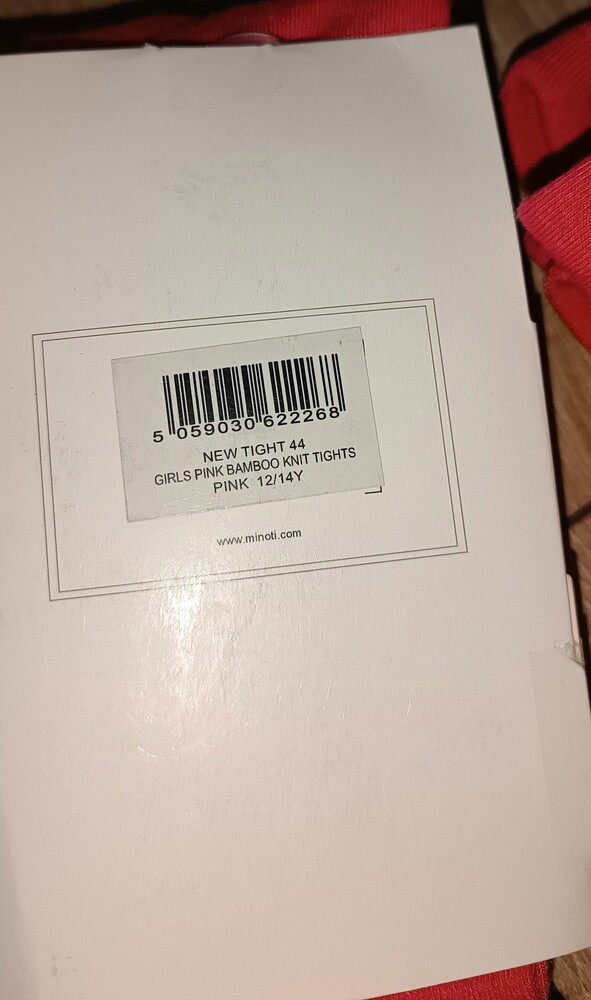 5 059030 622268
NEW TIGHT 44
GIRLS PINK BAMBOO KNIT TIGHTS
PINK 12/14Y
www.minoti.com